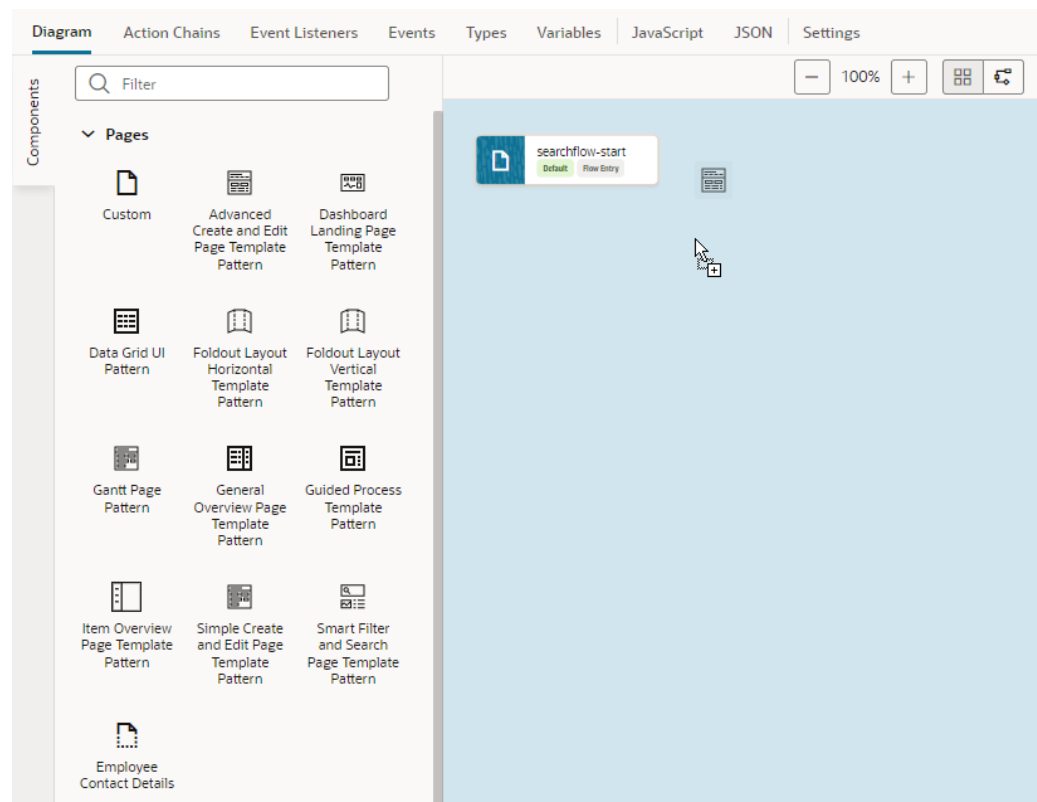 Diagram
Action Chains
Event Listeners
Events
Types
Variables
JavaScript
JSON
Settings
Components
Filter
100%
Pages
searchflow-start
Default
Flow Entry
Custom
Advanced
Create and Edit
Page Template
Pattern
Dashboard
Landing Page
Template
Pattern
Data Grid UI
Pattern
Foldout Layout
Horizontal
Template
Pattern
Foldout Layout
Vertical
Template
Pattern
Gantt Page
Pattern
General
Overview Page
Template
Pattern
Guided Process
Template
Pattern
Item Overview
Page Template
Pattern
Simple Create
and Edit Page
Template
Pattern
Smart Filter
and Search
Page Template
Pattern
Employee
Contact Details